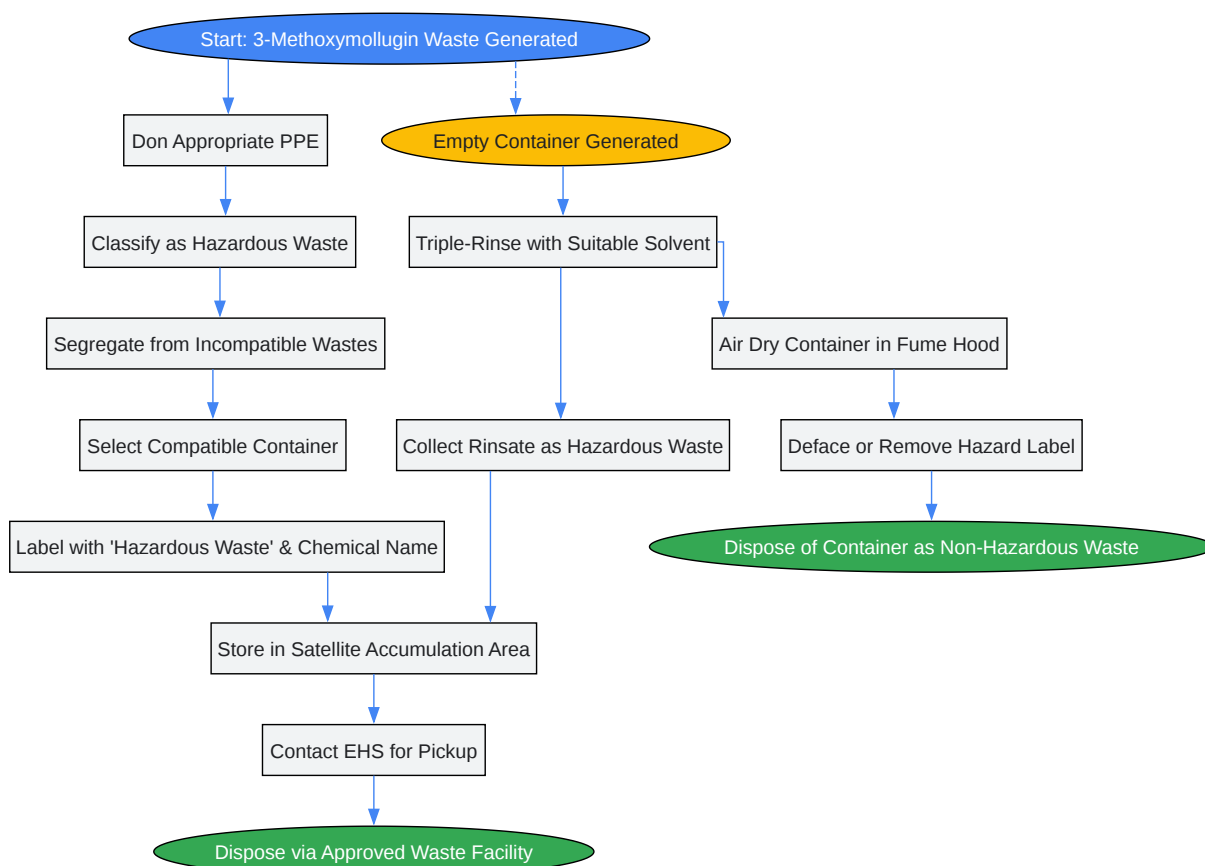 Start: 3-Methoxymollugin Waste Generated
Don Appropriate PPE
Empty Container Generated
Classify as Hazardous Waste
Triple-Rinse with Suitable Solvent
Segregate from Incompatible Wastes
Air Dry Container in Fume Hood
Select Compatible Container
Collect Rinsate as Hazardous Waste
Deface or Remove Hazard Label
Label with 'Hazardous Waste' & Chemical Name
Dispose of Container as Non-Hazardous Waste
Store in Satellite Accumulation Area
Contact EHS for Pickup
Dispose via Approved Waste Facility